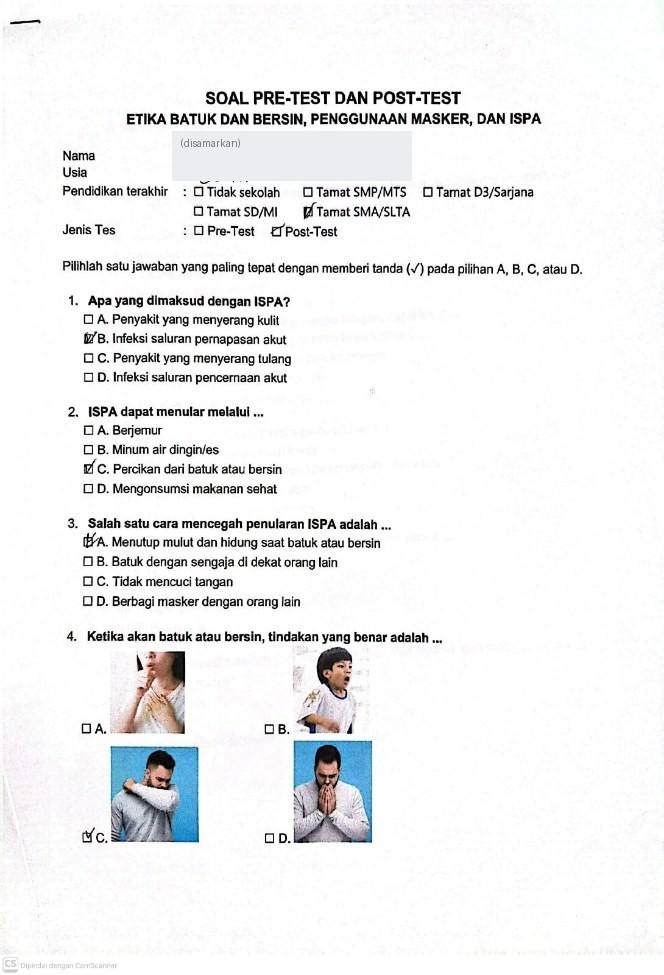 SOAL PRE-TEST DAN POST-TEST
ETIKA BATUK DAN BERSIN, PENGGUNAAN MASKER, DAN ISPA
Nama (disamarkan)
Usia
Pendidikan terakhir : ☐ Tidak sekolah ☐ Tamat SMP/MTS ☐ Tamat D3/Sarjana
☐ Tamat SD/MI ☑ Tamat SMA/SLTA
Jenis Tes : ☐ Pre-Test ☑ Post-Test
Pilihlah satu jawaban yang paling tepat dengan memberi tanda (√) pada pilihan A, B, C, atau D.
1. Apa yang dimaksud dengan ISPA?
☐ A. Penyakit yang menyerang kulit
☑ B. Infeksi saluran pernapasan akut
☐ C. Penyakit yang menyerang tulang
☐ D. Infeksi saluran pencernaan akut
2. ISPA dapat menular melalui ...
☐ A. Berjemur
☐ B. Minum air dingin/es
☑ C. Percikan dari batuk atau bersin
☐ D. Mengonsumsi makanan sehat
3. Salah satu cara mencegah penularan ISPA adalah ...
☑ A. Menutup mulut dan hidung saat batuk atau bersin
☐ B. Batuk dengan sengaja di dekat orang lain
☐ C. Tidak mencuci tangan
☐ D. Berbagi masker dengan orang lain
4. Ketika akan batuk atau bersin, tindakan yang benar adalah ...
☐ A. ☐ B.
☑ C. ☐ D.
CS Dipindai dengan CamScanner